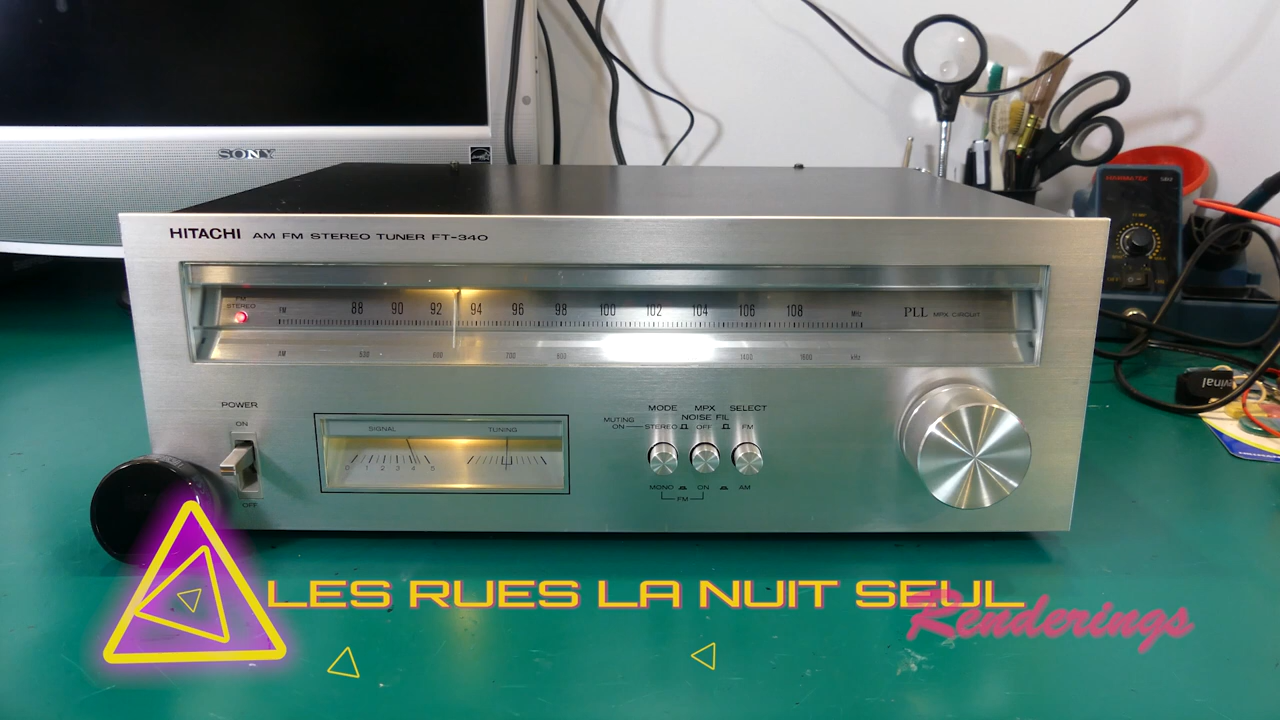 SONY
HITACHI AM FM STEREO TUNER FT-340
STEREO
FM 88 90 92 94 96 98 100 102 104 106 108 MHz
PLL MPX CIRCUIT
AM 530 600 700 900 1400 1600 kHz
POWER
ON
OFF
SIGNAL TUNING
0 1 2 3 4 5
MODE MPX SELECT
NOISE FIL
MUTING
ON STEREO OFF FM
MONO ON AM
FM
LES RUES LA NUIT SEUL
Renderings